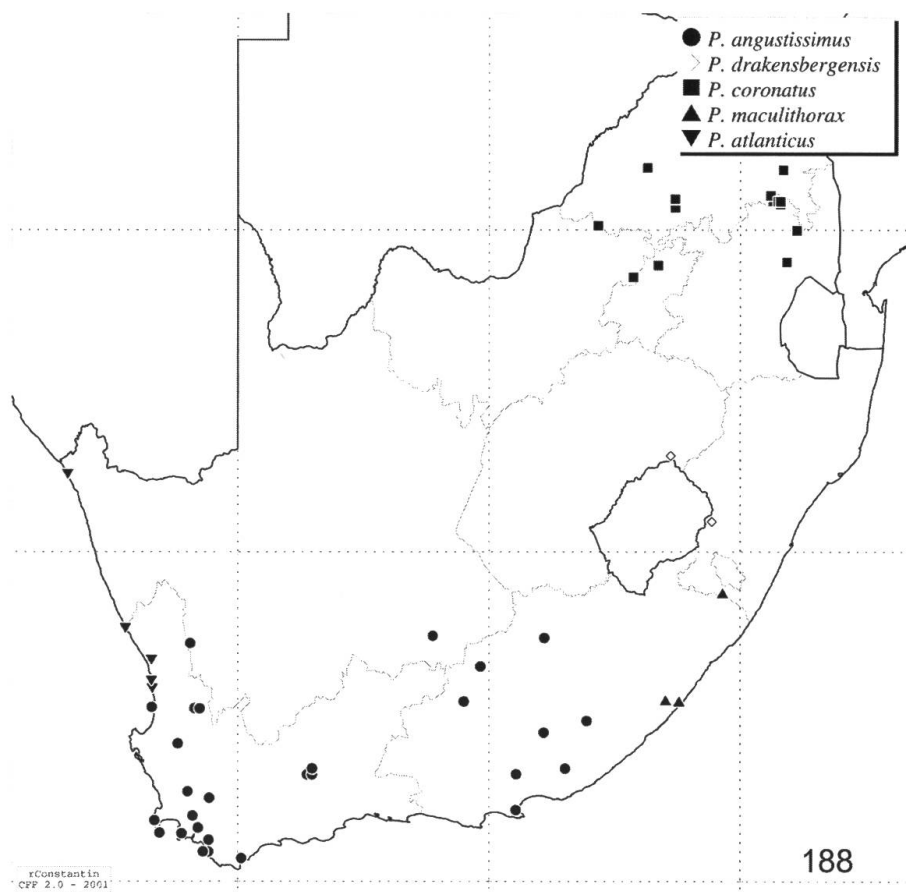 P. angustissimus
P. drakensbergensis
P. coronatus
P. maculithorax
P. atlanticus
188
rConstantin
CFF 2.0 - 2001